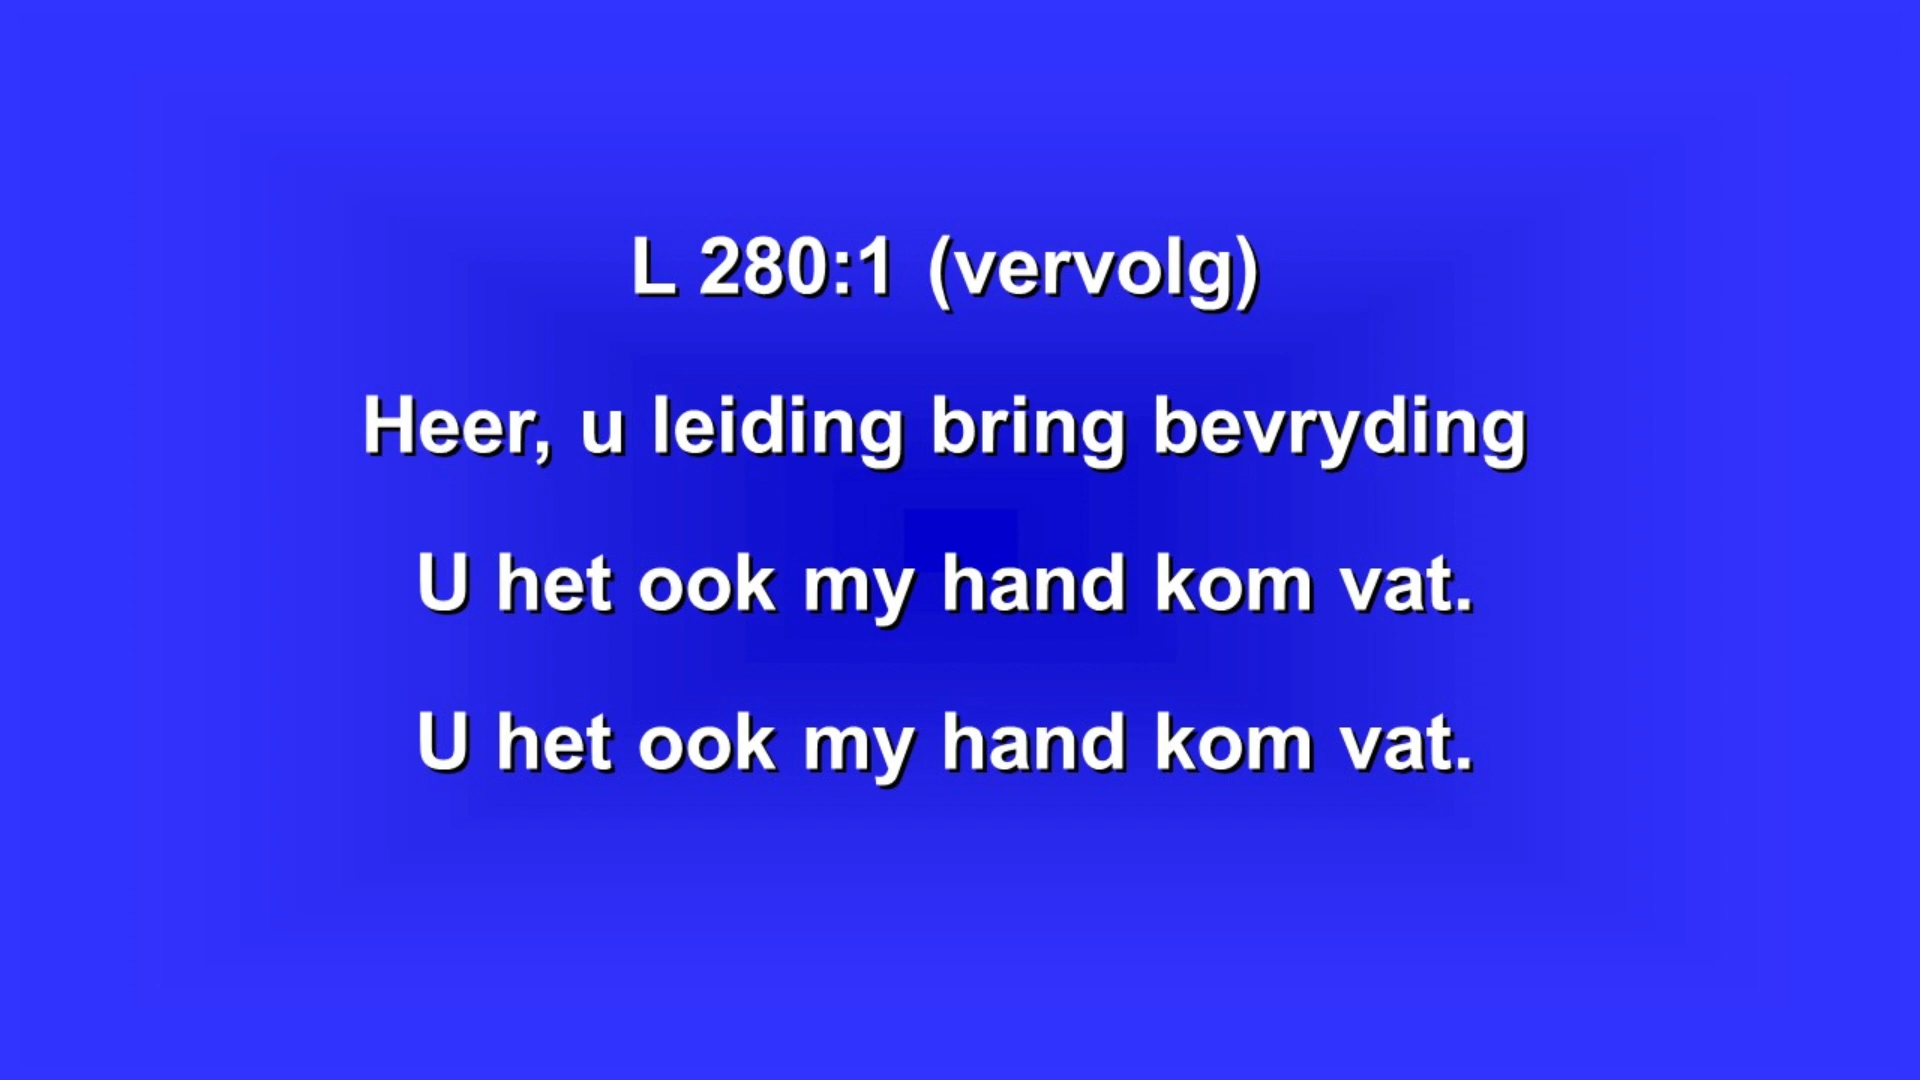 L 280:1 (vervolg)
Heer, u leiding bring bevryding
U het ook my hand kom vat.
U het ook my hand kom vat.